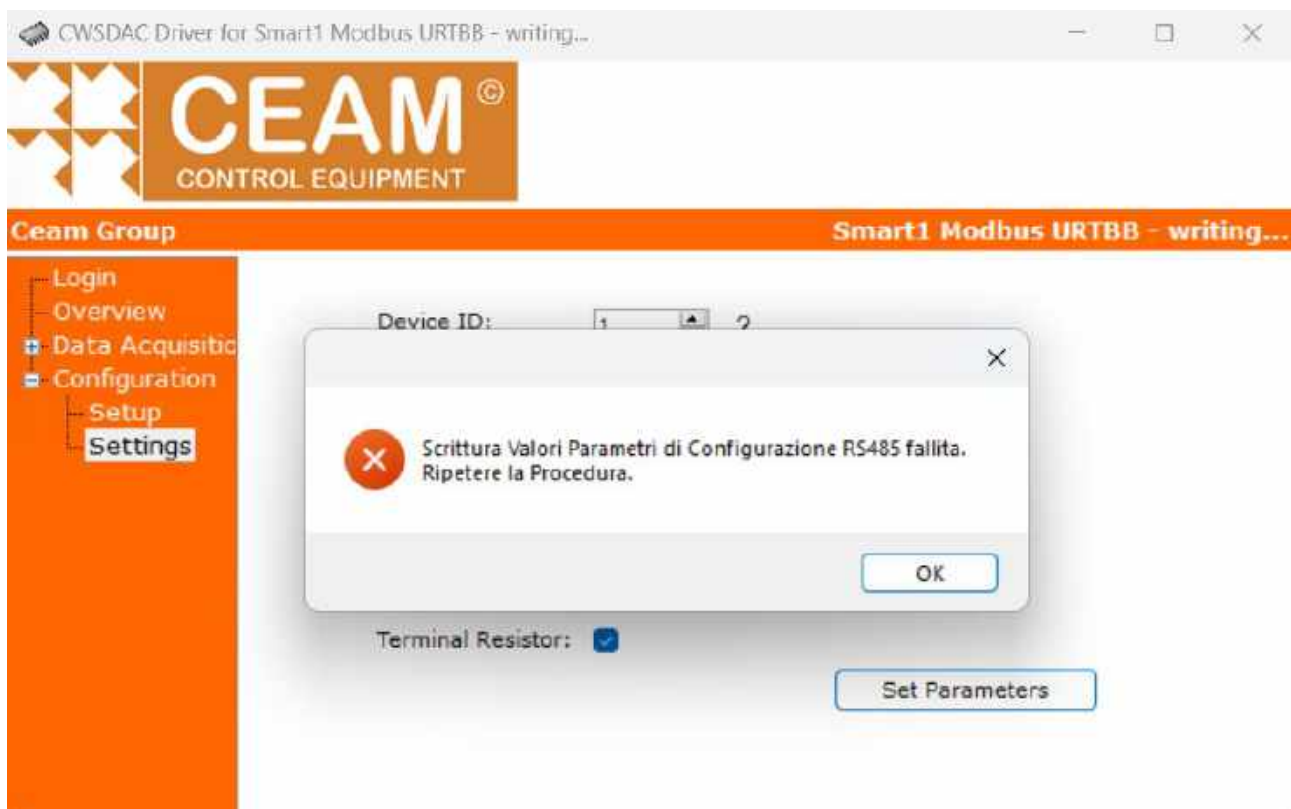 CWSDAC Driver for Smart1 Modbus URTBB - writing...
CEAM ©
CONTROL EQUIPMENT
Ceam Group
Smart1 Modbus URTBB - writing...
Login
Overview
Data Acquisitio
Configuration
Setup
Settings
Device ID: 1 ?
Scrittura Valori Parametri di Configurazione RS485 fallita.
Ripetere la Procedura.
OK
Terminal Resistor:
Set Parameters